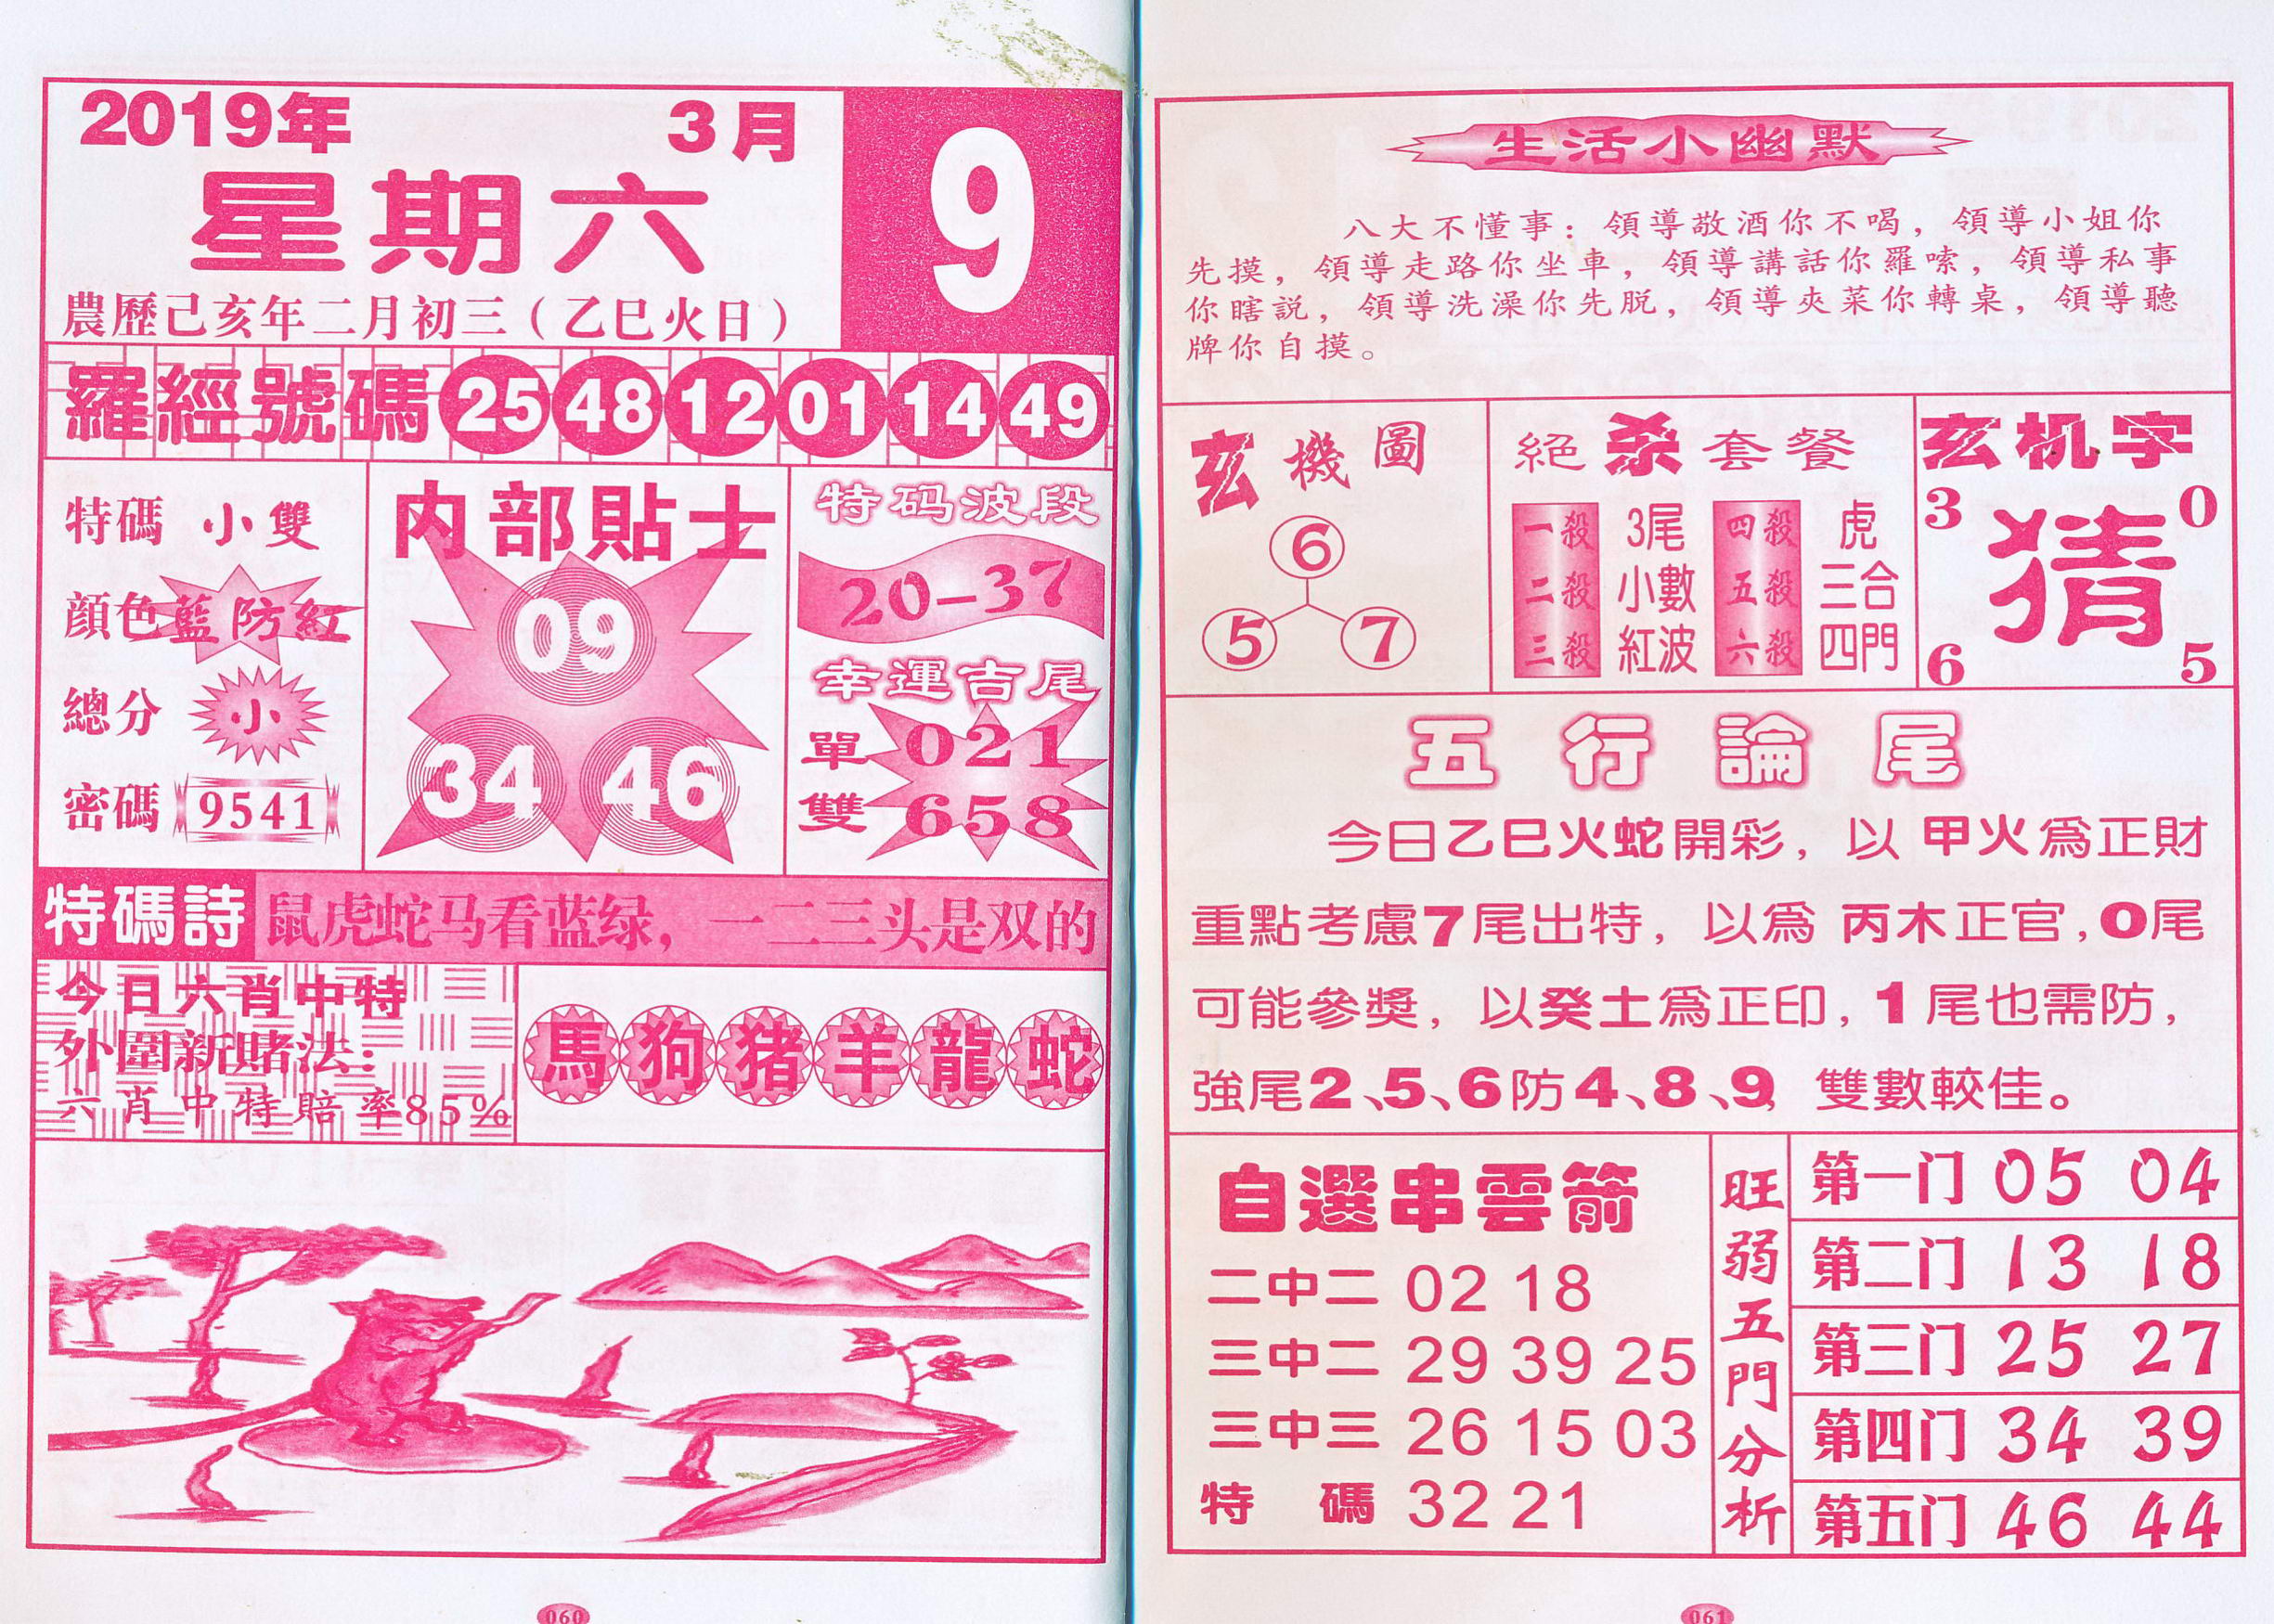 2019年 3月 9
星期六
農歷己亥年二月初三（乙巳火日）
羅經號碼 25 48 12 01 14 49
特碼 小雙
顏色 藍防紅
總分 小
密碼 9541
内部貼士
09
34 46
特码波段
20–37
幸運吉尾
單 021
雙 658
特碼詩 鼠虎蛇马看蓝绿，一二三头是双的
今日六肖中特
外圍新賭法：
六肖中特賠率85%
馬 狗 猪 羊 龍 蛇
060
生活小幽默
八大不懂事：領導敬酒你不喝，領導小姐你
先摸，領導走路你坐車，領導講話你羅嗦，領導私事
你瞎説，領導洗澡你先脱，領導夾菜你轉桌，領導聽
牌你自摸。
玄機圖
6
5 7
絕杀套餐
一殺 3尾 四殺 虎
二殺 小數 五殺 三合
三殺 紅波 六殺 四門
玄机字
3 0
猜
6 5
五行論尾
今日乙巳火蛇開彩，以 甲火爲正財
重點考慮7尾出特，以爲 丙木正官，0尾
可能參獎，以癸土爲正印，1尾也需防，
強尾2、5、6防4、8、9，雙數較佳。
自選串雲箭
二中二 02 18
三中二 29 39 25
三中三 26 15 03
特碼 32 21
旺弱五門分析
第一门 05 04
第二门 13 18
第三门 25 27
第四门 34 39
第五门 46 44
061